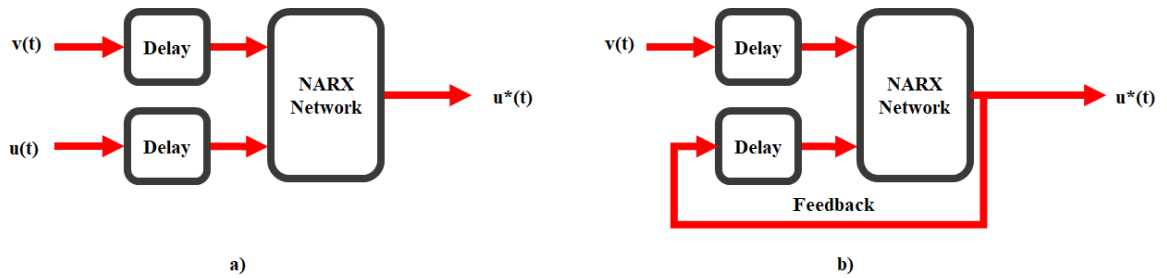 v(t)
Delay
NARX
Network
u*(t)
u(t)
Delay
a)
v(t)
Delay
NARX
Network
u*(t)
Delay
Feedback
b)